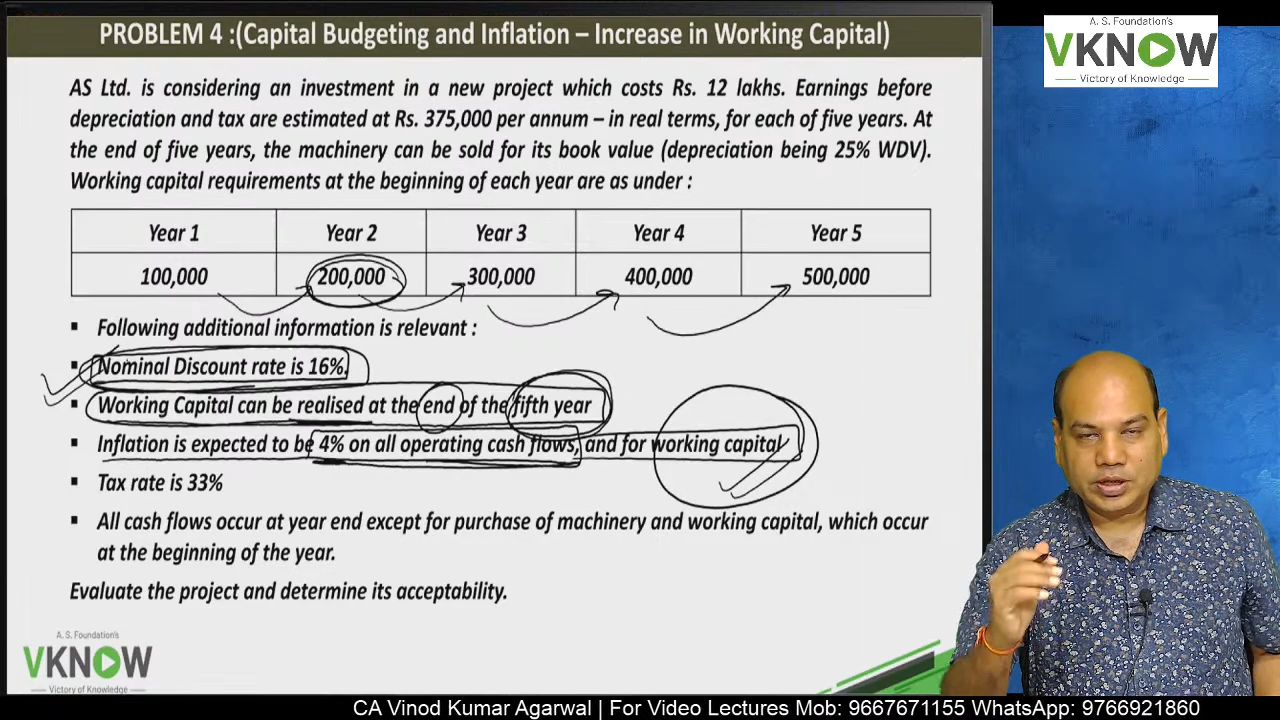 PROBLEM 4 :(Capital Budgeting and Inflation – Increase in Working Capital)
A. S. Foundation's
VKNOW
Victory of Knowledge
AS Ltd. is considering an investment in a new project which costs Rs. 12 lakhs. Earnings before
depreciation and tax are estimated at Rs. 375,000 per annum – in real terms, for each of five years. At
the end of five years, the machinery can be sold for its book value (depreciation being 25% WDV).
Working capital requirements at the beginning of each year are as under :
Year 1 Year 2 Year 3 Year 4 Year 5
100,000 200,000 300,000 400,000 500,000
▪ Following additional information is relevant :
▪ Nominal Discount rate is 16%.
▪ Working Capital can be realised at the end of the fifth year
▪ Inflation is expected to be 4% on all operating cash flows, and for working capital
▪ Tax rate is 33%
▪ All cash flows occur at year end except for purchase of machinery and working capital, which occur
at the beginning of the year.
Evaluate the project and determine its acceptability.
A. S. Foundation's
VKNOW
Victory of Knowledge
CA Vinod Kumar Agarwal | For Video Lectures Mob: 9667671155 WhatsApp: 9766921860